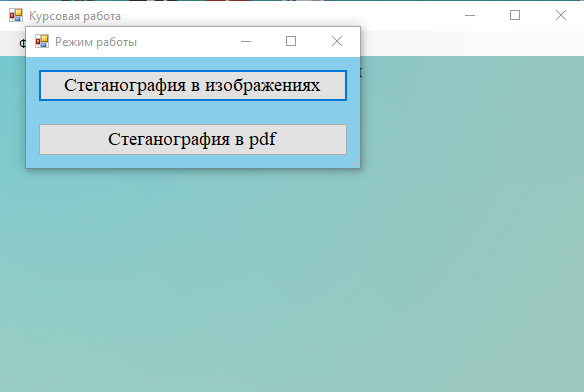 Курсовая работа
Режим работы
Стеганография в изображениях
Стеганография в pdf